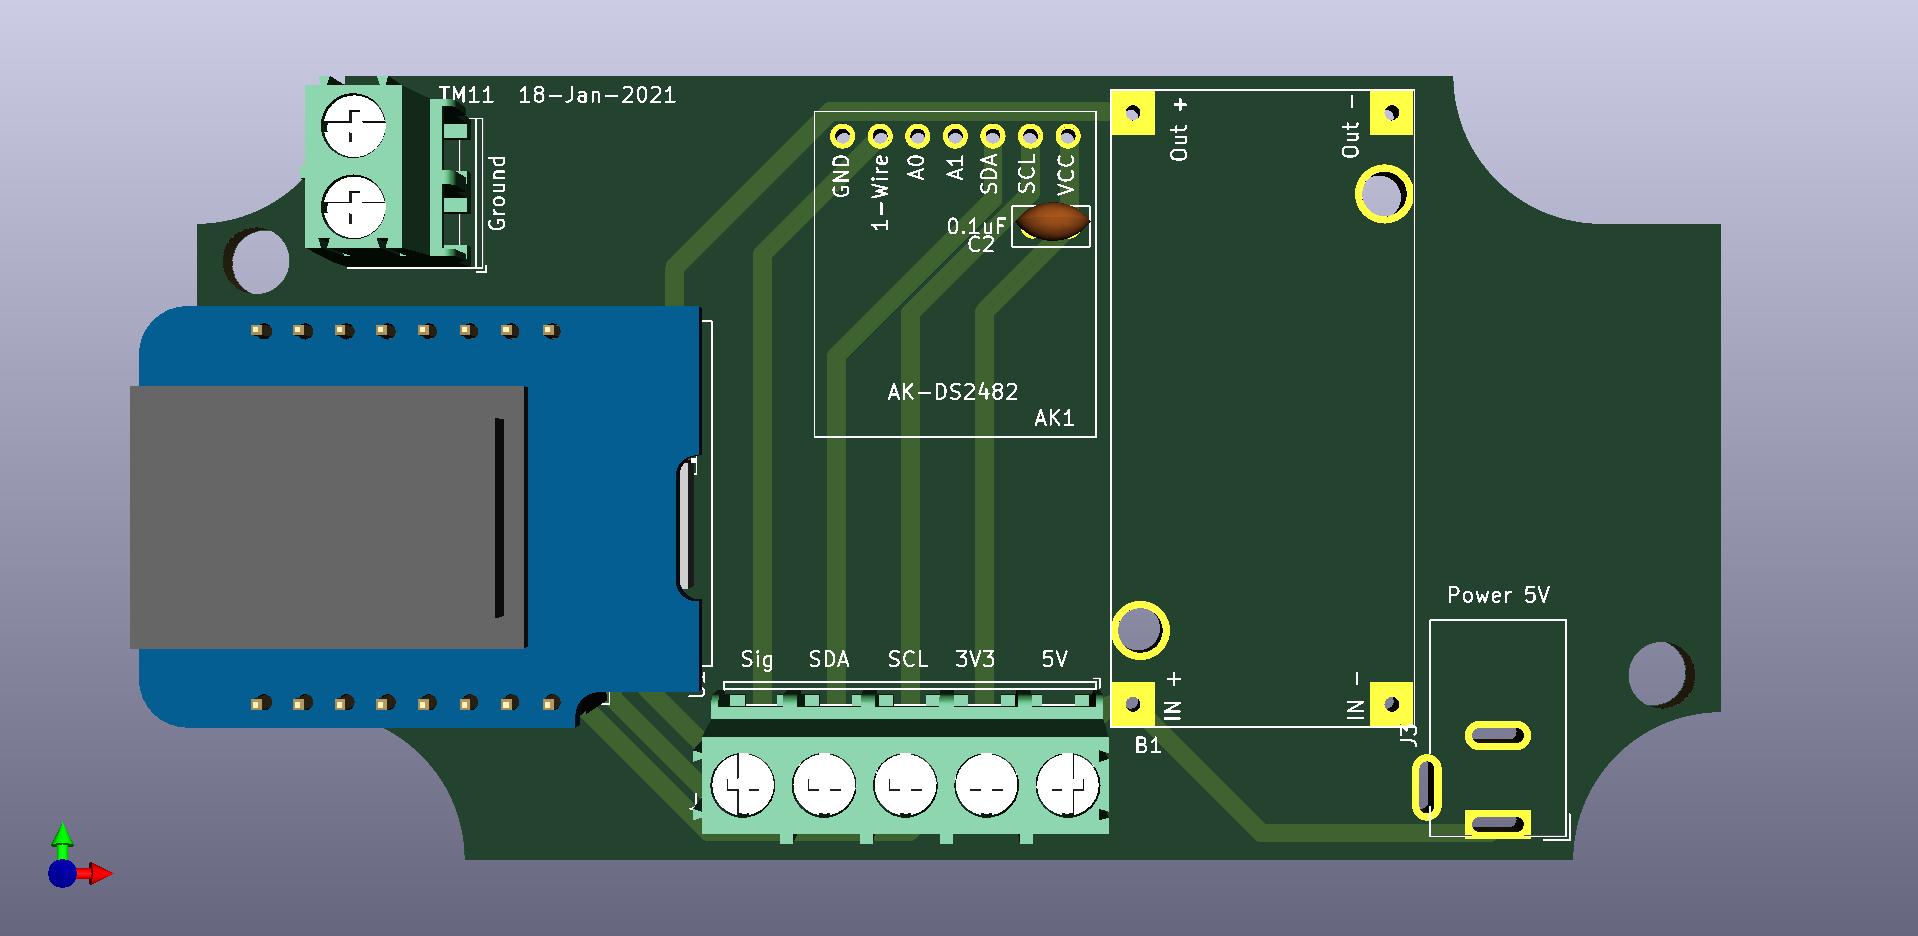 TM11 18-Jan-2021
Ground
GND
1-Wire
A0
A1
SDA
SCL
VCC
0.1uF
C2
AK-DS2482
AK1
Out +
Out -
Power 5V
Sig
SDA
SCL
3V3
5V
IN +
IN -
B1
J3